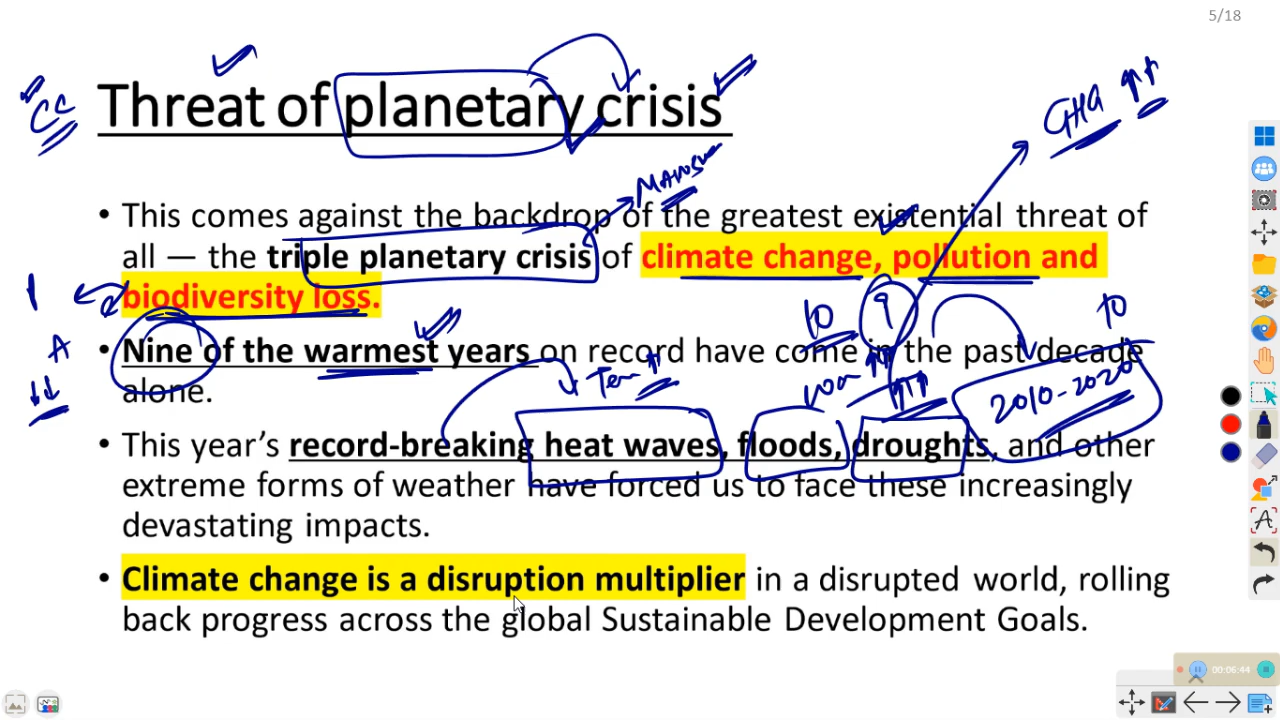 5/18
Threat of planetary crisis
CC
GHG
• This comes against the backdrop of the greatest existential threat of
all — the triple planetary crisis of climate change, pollution and
biodiversity loss.
10 9 10
• Nine of the warmest years on record have come in the past decade
alone.
A
Tem
2010-2020
• This year's record-breaking heat waves, floods, droughts, and other
extreme forms of weather have forced us to face these increasingly
devastating impacts.
• Climate change is a disruption multiplier in a disrupted world, rolling
back progress across the global Sustainable Development Goals.
00:06:44